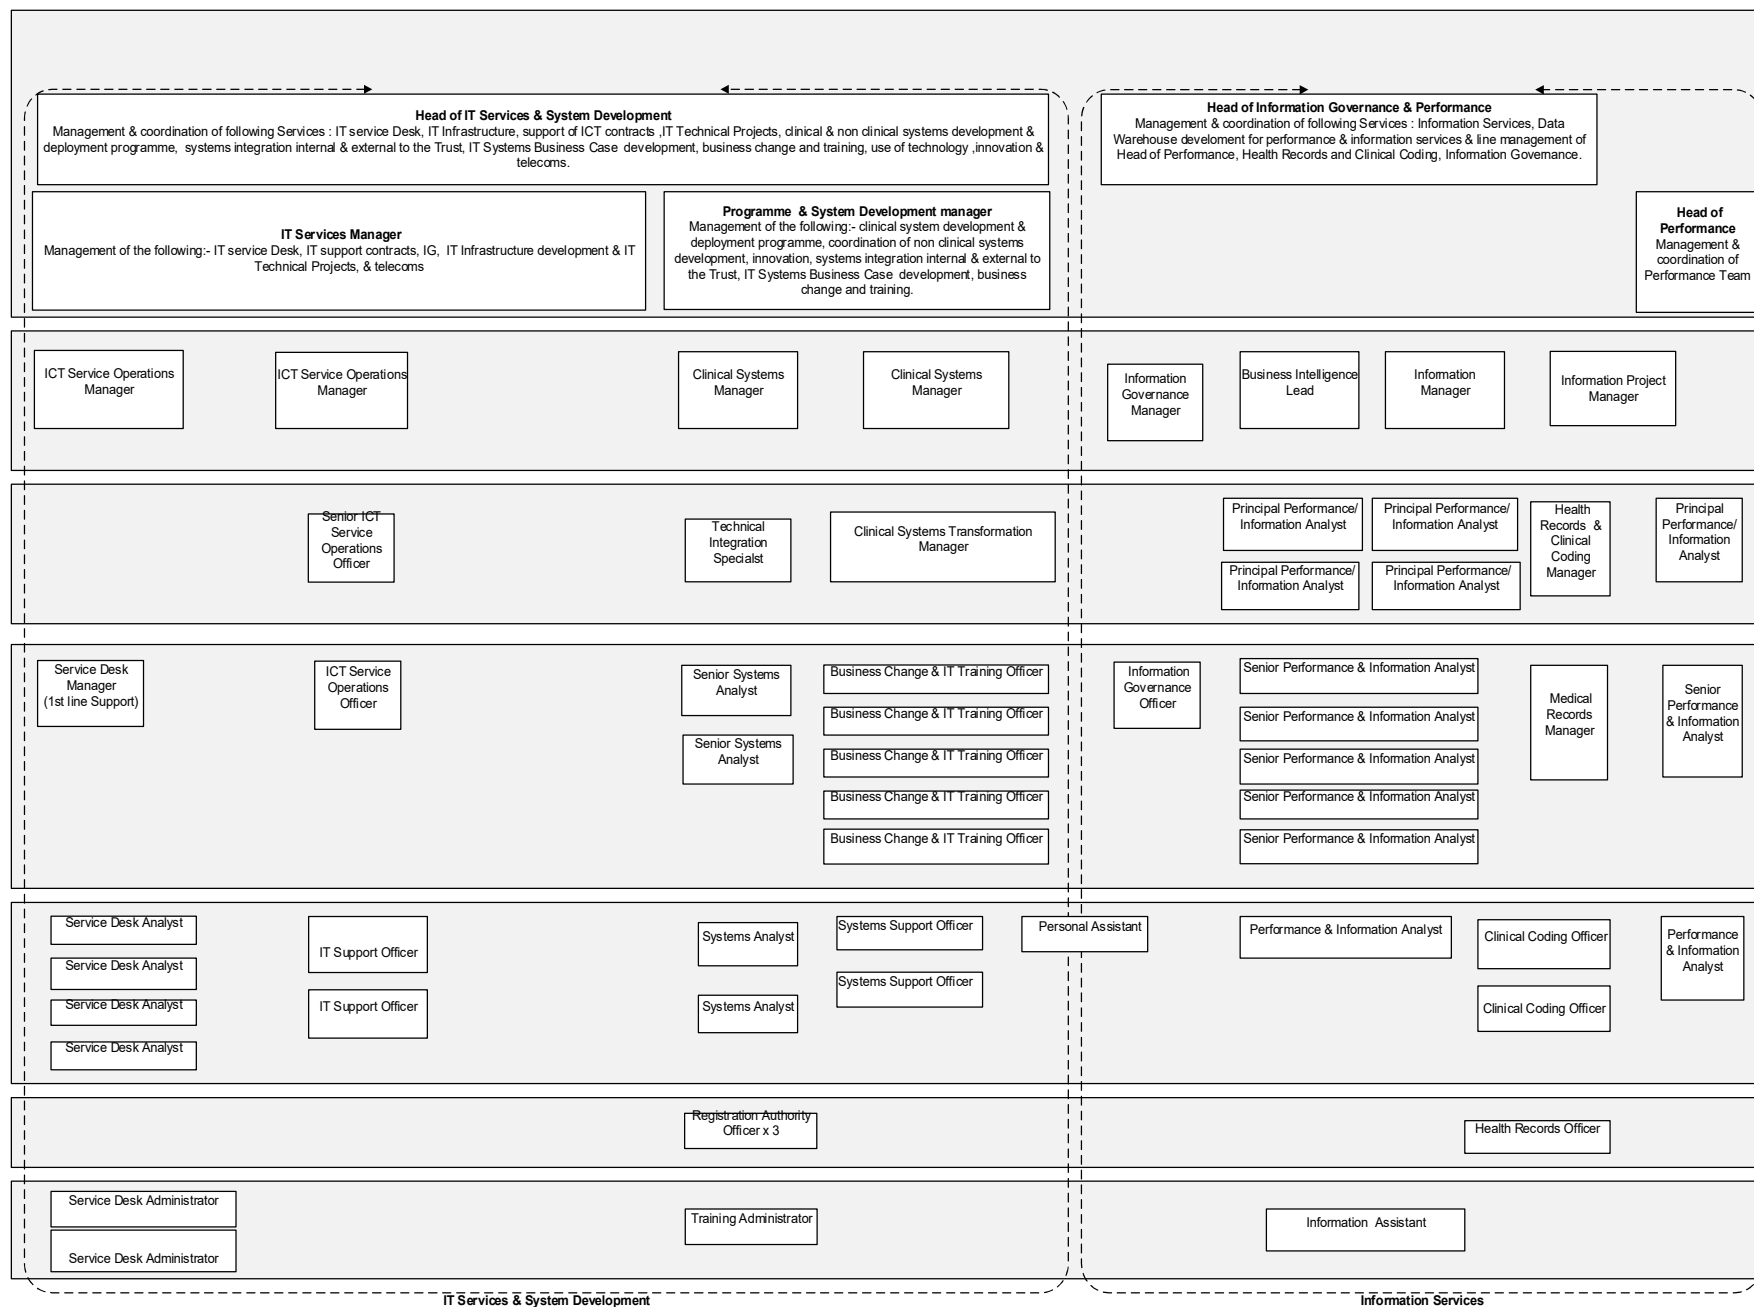 Head of IT Services & System Development
Management & coordination of following Services : IT service Desk, IT Infrastructure, support of ICT contracts ,IT Technical Projects, clinical & non clinical systems development &
deployment programme, systems integration internal & external to the Trust, IT Systems Business Case development, business change and training, use of technology ,innovation &
telecoms.
Head of Information Governance & Performance
Management & coordination of following Services : Information Services, Data
Warehouse develoment for performance & information services & line management of
Head of Performance, Health Records and Clinical Coding, Information Governance.
IT Services Manager
Management of the following:- IT service Desk, IT support contracts, IG, IT Infrastructure development & IT
Technical Projects, & telecoms
Programme & System Development manager
Management of the following:- clinical system development &
deployment programme, coordination of non clinical systems
development, innovation, systems integration internal & external to
the Trust, IT Systems Business Case development, business
change and training.
Head of
Performance
Management &
coordination of
Performance Team
ICT Service Operations
Manager
ICT Service Operations
Manager
Clinical Systems
Manager
Clinical Systems
Manager
Information
Governance
Manager
Business Intelligence
Lead
Information
Manager
Information Project
Manager
Senior ICT
Service
Operations
Officer
Technical
Integration
Specialst
Clinical Systems Transformation
Manager
Principal Performance/
Information Analyst
Principal Performance/
Information Analyst
Principal Performance/
Information Analyst
Principal Performance/
Information Analyst
Health
Records &
Clinical
Coding
Manager
Principal
Performance/
Information
Analyst
Service Desk
Manager
(1st line Support)
ICT Service
Operations
Officer
Senior Systems
Analyst
Senior Systems
Analyst
Business Change & IT Training Officer
Business Change & IT Training Officer
Business Change & IT Training Officer
Business Change & IT Training Officer
Business Change & IT Training Officer
Information
Governance
Officer
Senior Performance & Information Analyst
Senior Performance & Information Analyst
Senior Performance & Information Analyst
Senior Performance & Information Analyst
Senior Performance & Information Analyst
Medical
Records
Manager
Senior
Performance
& Information
Analyst
Service Desk Analyst
Service Desk Analyst
Service Desk Analyst
Service Desk Analyst
IT Support Officer
IT Support Officer
Systems Analyst
Systems Analyst
Systems Support Officer
Systems Support Officer
Personal Assistant
Performance & Information Analyst
Clinical Coding Officer
Clinical Coding Officer
Performance
& Information
Analyst
Registration Authority
Officer x 3
Health Records Officer
Service Desk Administrator
Service Desk Administrator
Training Administrator
Information Assistant
IT Services & System Development
Information Services